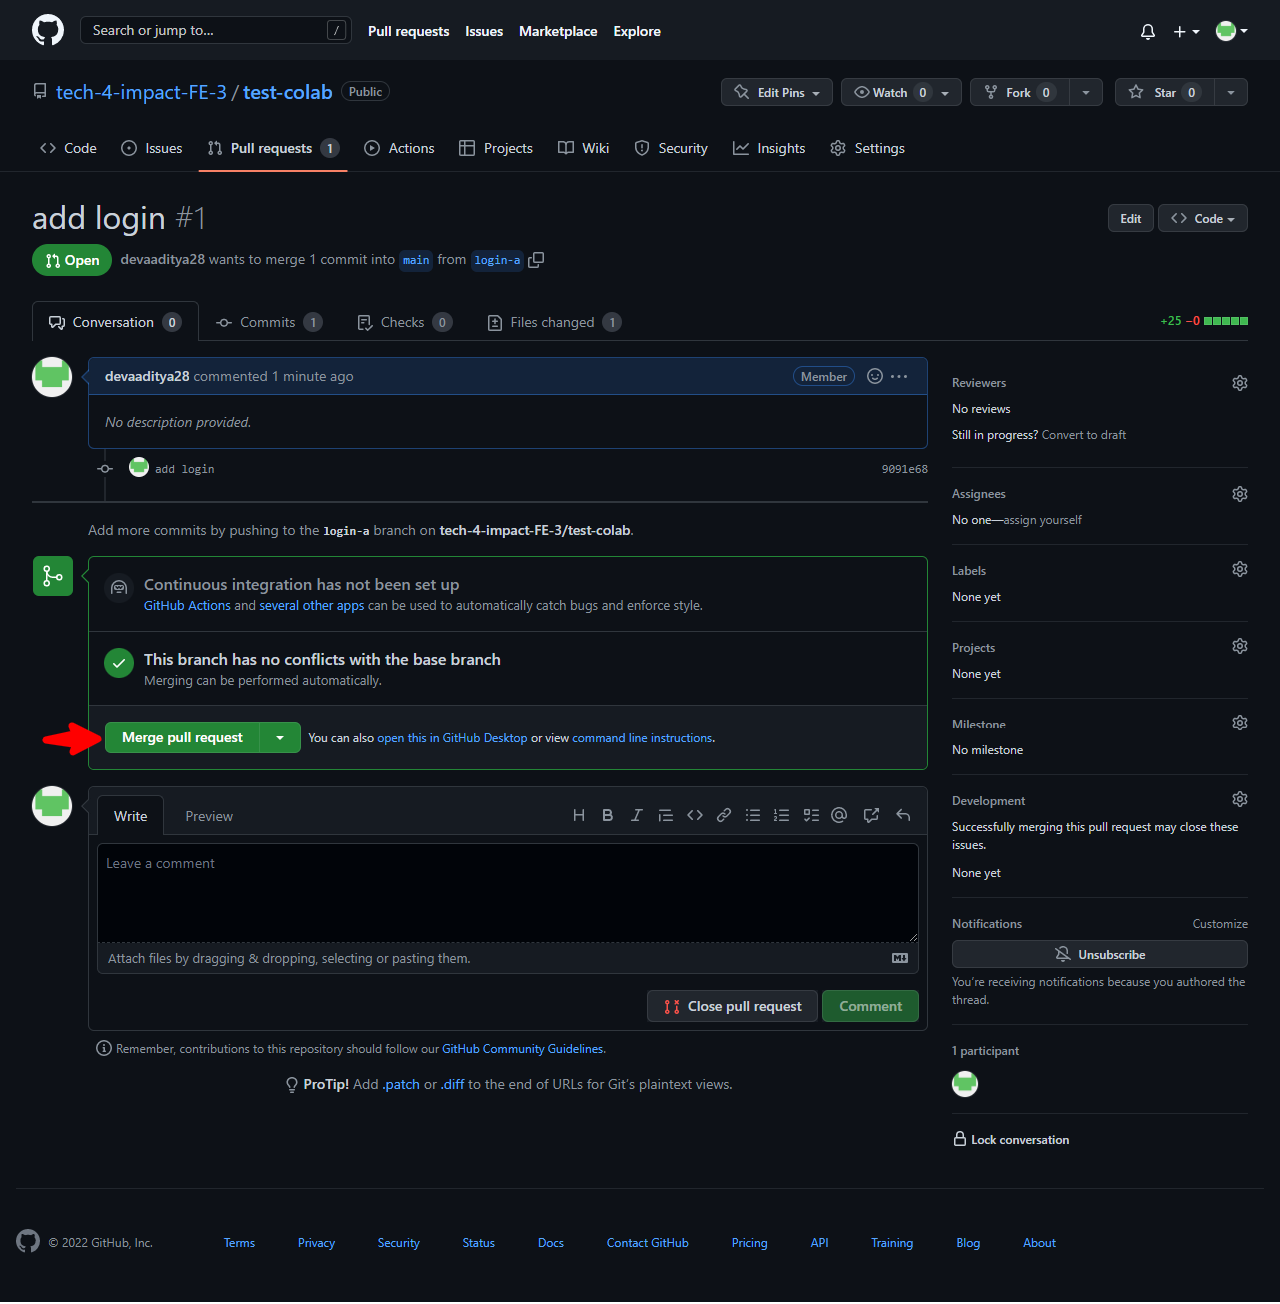 Search or jump to... /
Pull requests Issues Marketplace Explore
tech-4-impact-FE-3 / test-colab Public
Edit Pins Watch 0 Fork 0 Star 0
Code Issues Pull requests 1 Actions Projects Wiki Security Insights Settings
add login #1
Edit Code
Open devaaditya28 wants to merge 1 commit into main from login-a
Conversation 0 Commits 1 Checks 0 Files changed 1
+25 −0
devaaditya28 commented 1 minute ago Member
No description provided.
add login 9091e68
Add more commits by pushing to the login-a branch on tech-4-impact-FE-3/test-colab.
Continuous integration has not been set up
GitHub Actions and several other apps can be used to automatically catch bugs and enforce style.
This branch has no conflicts with the base branch
Merging can be performed automatically.
Merge pull request You can also open this in GitHub Desktop or view command line instructions.
Write Preview
Leave a comment
Attach files by dragging & dropping, selecting or pasting them.
Close pull request Comment
Remember, contributions to this repository should follow our GitHub Community Guidelines.
ProTip! Add .patch or .diff to the end of URLs for Git's plaintext views.
Reviewers
No reviews
Still in progress? Convert to draft
Assignees
No one—assign yourself
Labels
None yet
Projects
None yet
Milestone
No milestone
Development
Successfully merging this pull request may close these
issues.
None yet
Notifications Customize
Unsubscribe
You're receiving notifications because you authored the
thread.
1 participant
Lock conversation
© 2022 GitHub, Inc. Terms Privacy Security Status Docs Contact GitHub Pricing API Training Blog About